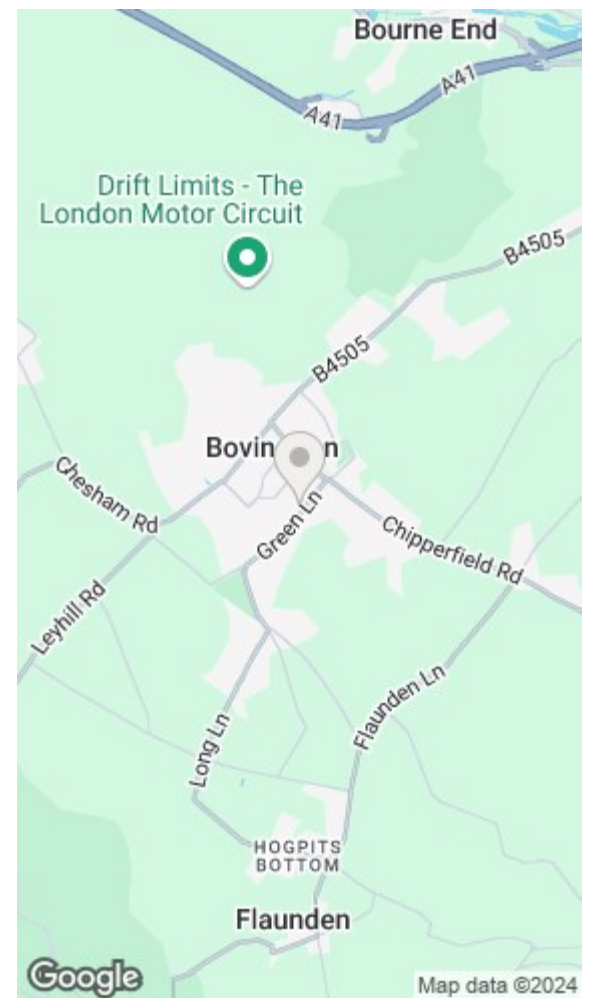 Bourne End
A41
A41
Drift Limits - The
London Motor Circuit
B4505
B4505
Bovin n
Chesham Rd
Green Ln
Chipperfield Rd
Leyhill Rd
Flaunden Ln
Long Ln
HOGPITS
BOTTOM
Flaunden
Google
Map data ©2024